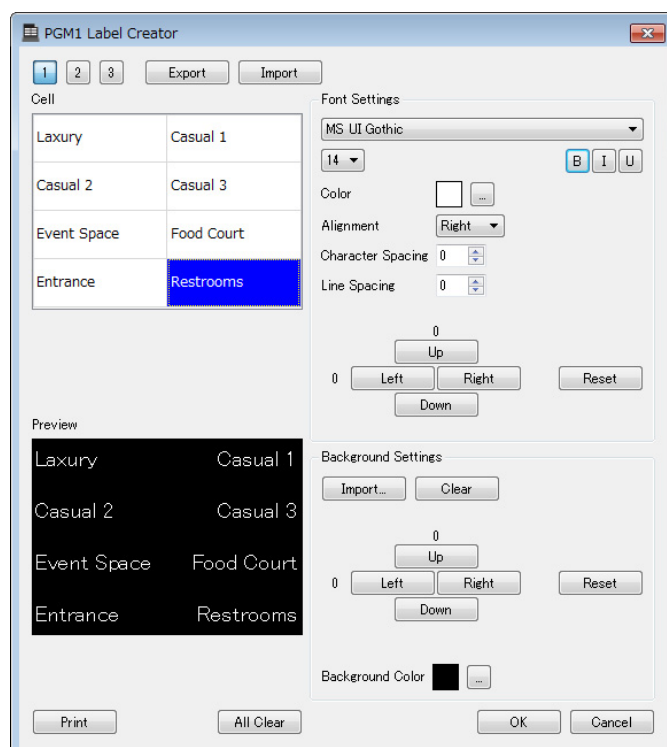 PGM1 Label Creator
1 2 3 Export Import
Cell
Laxury Casual 1
Casual 2 Casual 3
Event Space Food Court
Entrance Restrooms
Font Settings
MS UI Gothic
14 B I U
Color ...
Alignment Right
Character Spacing 0
Line Spacing 0
0
Up
0 Left Right Reset
Down
Preview
Laxury Casual 1
Casual 2 Casual 3
Event Space Food Court
Entrance Restrooms
Background Settings
Import... Clear
0
Up
0 Left Right Reset
Down
Background Color ...
Print All Clear OK Cancel